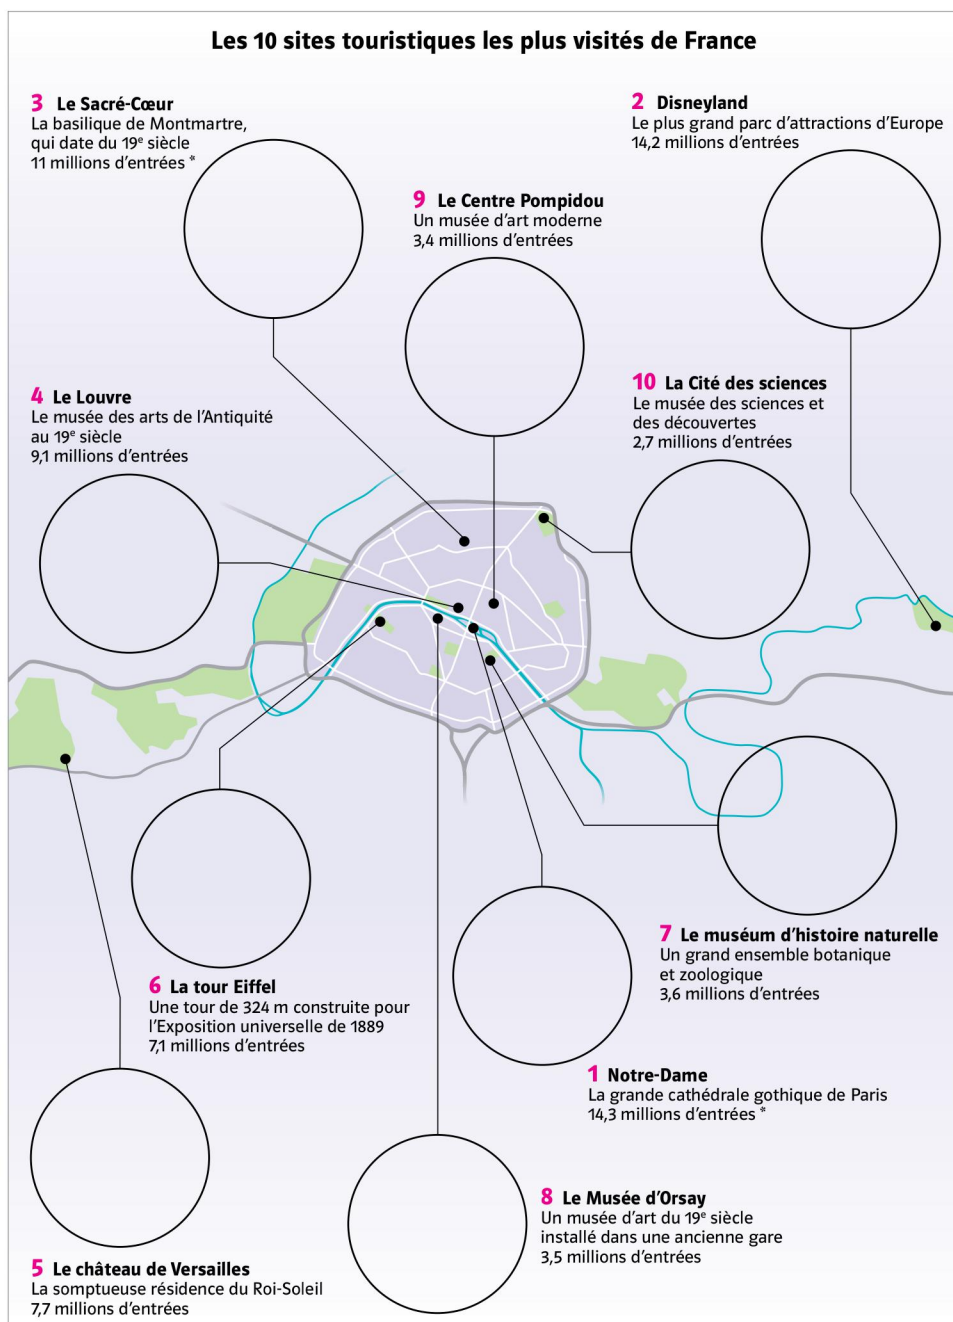 Les 10 sites touristiques les plus visités de France
3 Le Sacré-Cœur
La basilique de Montmartre,
qui date du 19e siècle
11 millions d'entrées *
2 Disneyland
Le plus grand parc d'attractions d'Europe
14,2 millions d'entrées
9 Le Centre Pompidou
Un musée d'art moderne
3,4 millions d'entrées
4 Le Louvre
Le musée des arts de l'Antiquité
au 19e siècle
9,1 millions d'entrées
10 La Cité des sciences
Le musée des sciences et
des découvertes
2,7 millions d'entrées
7 Le muséum d'histoire naturelle
Un grand ensemble botanique
et zoologique
3,6 millions d'entrées
6 La tour Eiffel
Une tour de 324 m construite pour
l'Exposition universelle de 1889
7,1 millions d'entrées
1 Notre-Dame
La grande cathédrale gothique de Paris
14,3 millions d'entrées *
8 Le Musée d'Orsay
Un musée d'art du 19e siècle
installé dans une ancienne gare
3,5 millions d'entrées
5 Le château de Versailles
La somptueuse résidence du Roi-Soleil
7,7 millions d'entrées